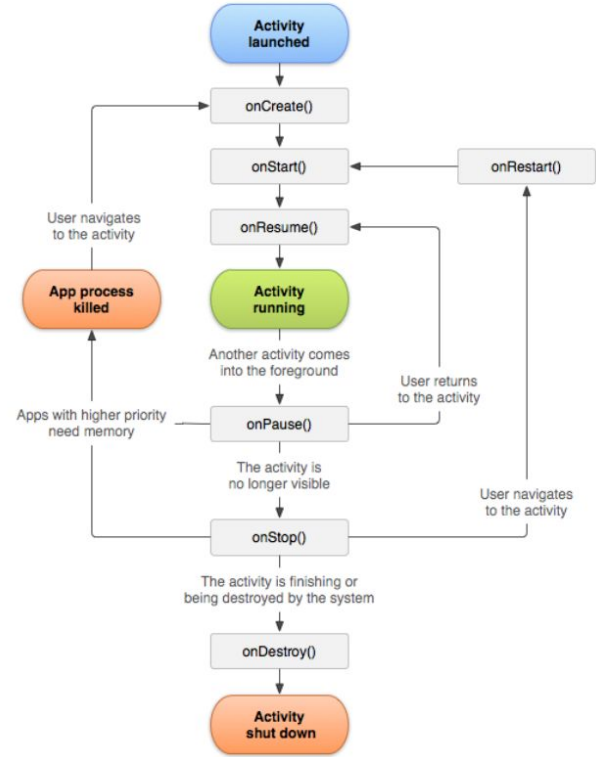 Activity
launched
onCreate()
onStart()
onRestart()
User navigates
to the activity
onResume()
App process
killed
Activity
running
Another activity comes
into the foreground
User returns
to the activity
Apps with higher priority
need memory
onPause()
The activity is
no longer visible
User navigates
to the activity
onStop()
The activity is finishing or
being destroyed by the system
onDestroy()
Activity
shut down